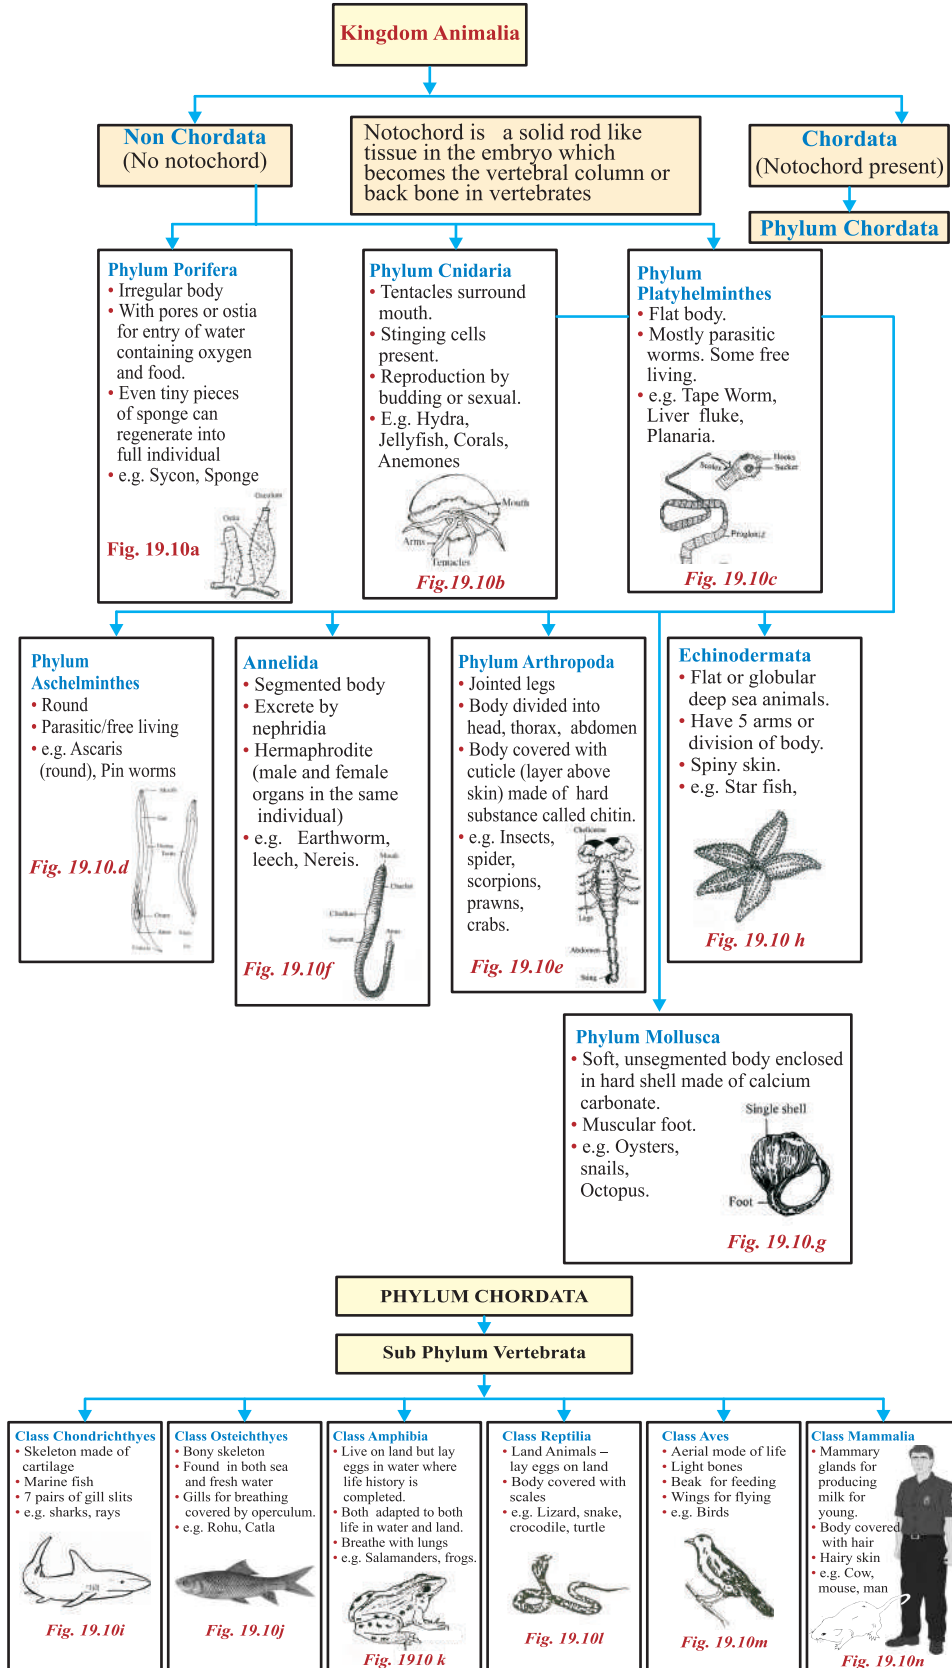 Kingdom Animalia
Non Chordata
(No notochord)
Notochord is a solid rod like
tissue in the embryo which
becomes the vertebral column or
back bone in vertebrates
Chordata
(Notochord present)
Phylum Chordata
Phylum Porifera
• Irregular body
• With pores or ostia
for entry of water
containing oxygen
and food.
• Even tiny pieces
of sponge can
regenerate into
full individual
• e.g. Sycon, Sponge
Osculum
Ostia
Fig. 19.10a
Phylum Cnidaria
• Tentacles surround
mouth.
• Stinging cells
present.
• Reproduction by
budding or sexual.
• E.g. Hydra,
Jellyfish, Corals,
Anemones
Mouth
Arms
Tentacles
Fig.19.10b
Phylum
Platyhelminthes
• Flat body.
• Mostly parasitic
worms. Some free
living.
• e.g. Tape Worm,
Liver fluke,
Planaria.
Hooks
Scolex
Sucker
Fig. 19.10c
Phylum
Aschelminthes
• Round
• Parasitic/free living
• e.g. Ascaris
(round), Pin worms
Mouth
Gut
Ovary
Anus
Fig. 19.10.d
Annelida
• Segmented body
• Excrete by
nephridia
• Hermaphrodite
(male and female
organs in the same
individual)
• e.g. Earthworm,
leech, Nereis.
Mouth
Clitellum
Segment
Anus
Fig. 19.10f
Phylum Arthropoda
• Jointed legs
• Body divided into
head, thorax, abdomen
• Body covered with
cuticle (layer above
skin) made of hard
substance called chitin.
• e.g. Insects,
spider,
scorpions,
prawns,
crabs.
Chelicerae
Legs
Abdomen
Sting
Fig. 19.10e
Echinodermata
• Flat or globular
deep sea animals.
• Have 5 arms or
division of body.
• Spiny skin.
• e.g. Star fish,
Fig. 19.10 h
Phylum Mollusca
• Soft, unsegmented body enclosed
in hard shell made of calcium
carbonate.
• Muscular foot.
• e.g. Oysters,
snails,
Octopus.
Single shell
Foot
Fig. 19.10.g
PHYLUM CHORDATA
Sub Phylum Vertebrata
Class Chondrichthyes
• Skeleton made of
cartilage
• Marine fish
• 7 pairs of gill slits
• e.g. sharks, rays
Fig. 19.10i
Class Osteichthyes
• Bony skeleton
• Found in both sea
and fresh water
• Gills for breathing
covered by operculum.
• e.g. Rohu, Catla
Fig. 19.10j
Class Amphibia
• Live on land but lay
eggs in water where
life history is
completed.
• Both adapted to both
life in water and land.
• Breathe with lungs
• e.g. Salamanders, frogs.
Fig. 1910 k
Class Reptilia
• Land Animals –
lay eggs on land
• Body covered with
scales
• e.g. Lizard, snake,
crocodile, turtle
Fig. 19.10l
Class Aves
• Aerial mode of life
• Light bones
• Beak for feeding
• Wings for flying
• e.g. Birds
Fig. 19.10m
Class Mammalia
• Mammary
glands for
producing
milk for
young.
• Body covered
with hair
• Hairy skin
• e.g. Cow,
mouse, man
Fig. 19.10n